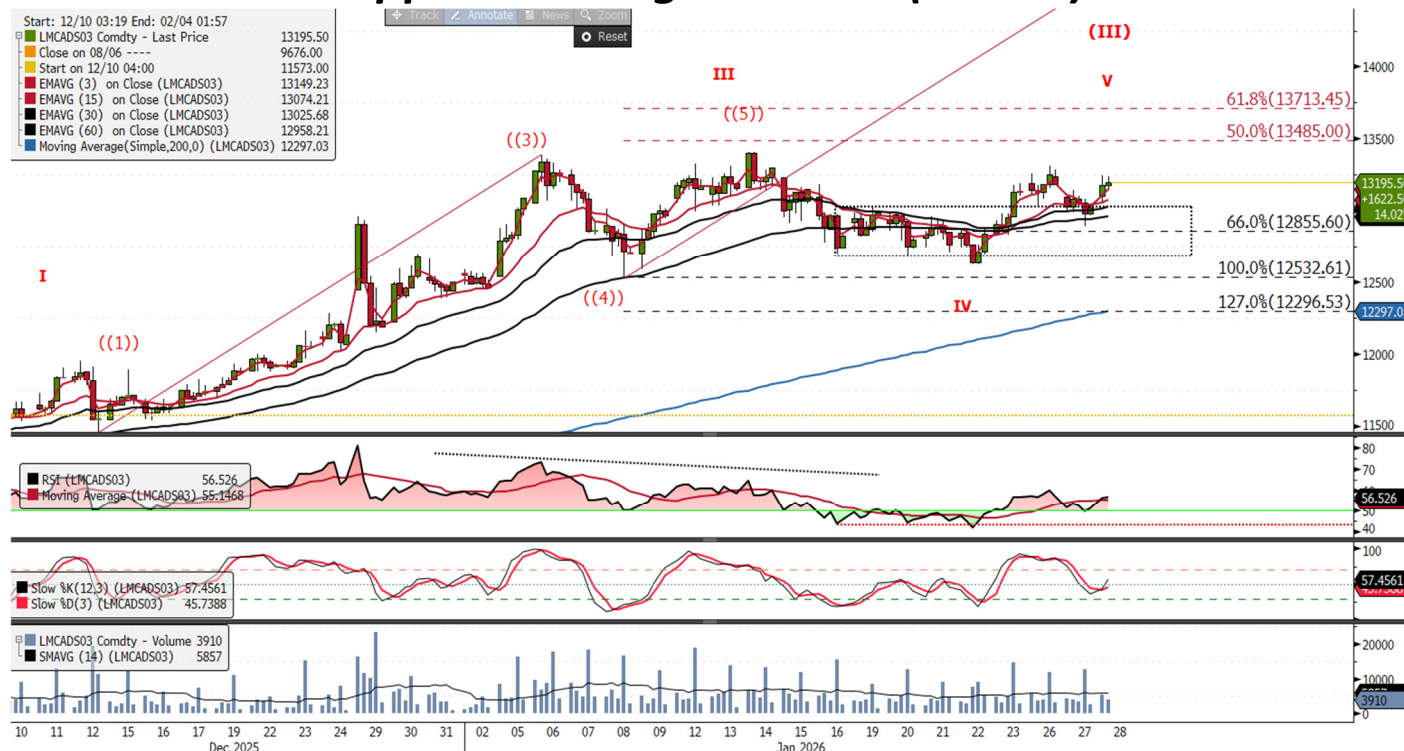 Track Annotate News Zoom
Reset
Start: 12/10 03:19 End: 02/04 01:57
LMCADS03 Comdty - Last Price 13195.50
Close on 08/06 ---- 9676.00
Start on 12/10 04:00 11573.00
EMAVG (3) on Close (LMCADS03) 13149.23
EMAVG (15) on Close (LMCADS03) 13074.21
EMAVG (30) on Close (LMCADS03) 13025.68
EMAVG (60) on Close (LMCADS03) 12958.21
Moving Average(Simple,200,0) (LMCADS03) 12297.03
(III)
14000
III
V
61.8%(13713.45)
((5))
50.0%(13485.00)
13500
((3))
13195.50
+1622.50
14.02
66.0%(12855.60)
I
100.0%(12532.61)
12500
((4))
IV
127.0%(12296.53)
12297.0
((1))
12000
11500
RSI (LMCADS03) 56.526
Moving Average (LMCADS03) 55.1468
80
70
56.526
50
40
Slow %K(12,3) (LMCADS03) 57.4561
Slow %D(3) (LMCADS03) 45.7388
100
57.4561
LMCADS03 Comdty - Volume 3910
SMAVG (14) (LMCADS03) 5857
20000
10000
3910
0
10 11 12 15 16 17 18 19 22 23 24 29 30 31 02 05 06 07 08 09 12 13 14 15 16 19 20 21 22 23 26 27 28
Dec 2025 Jan 2026